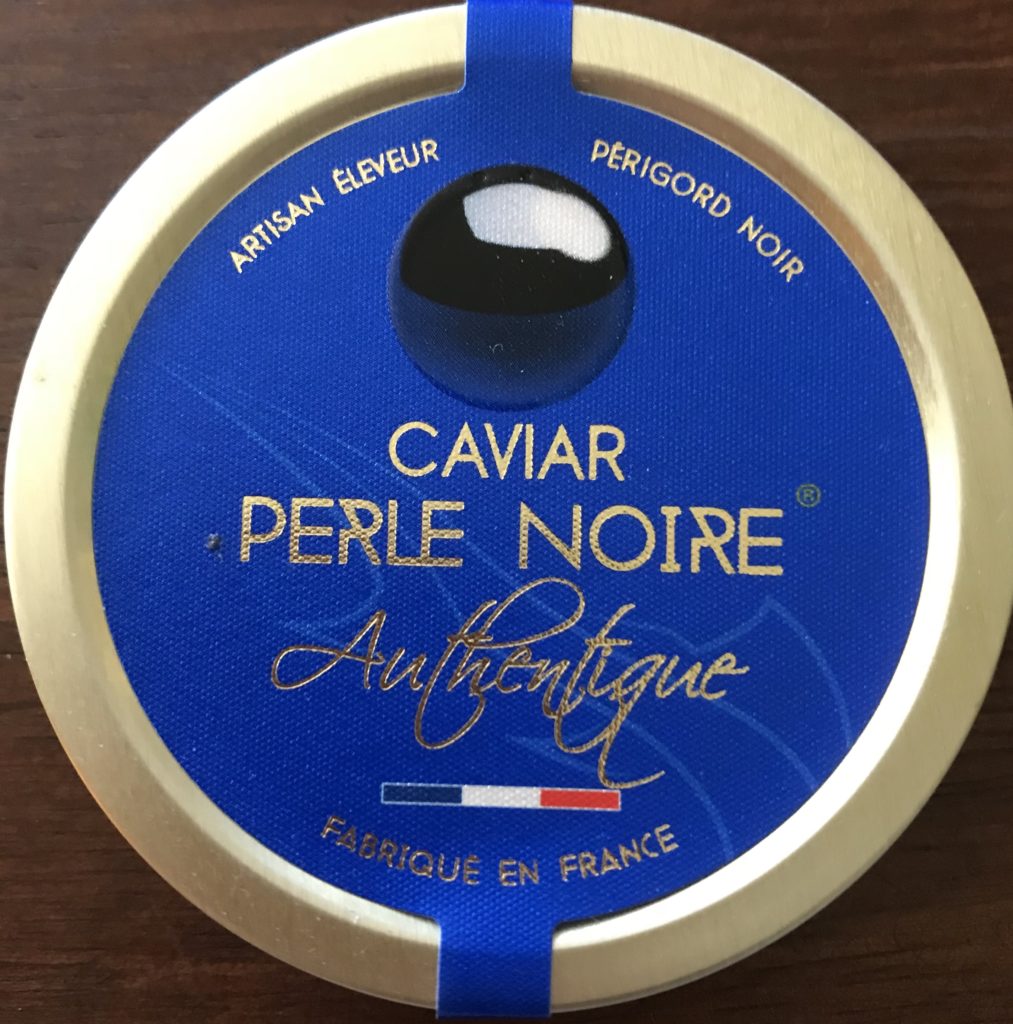 ARTISAN ÉLEVEUR
PÉRIGORD NOIR
CAVIAR
PERLE NOIRE ®
Authentique
FABRIQUÉ EN FRANCE